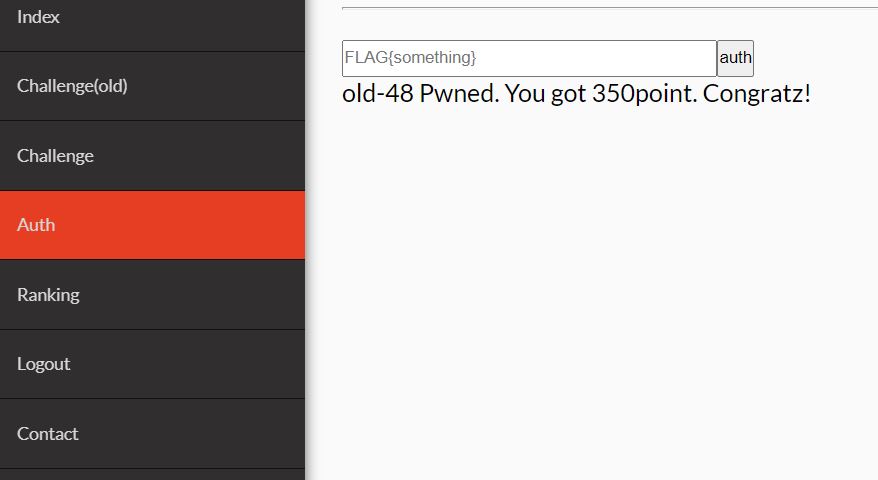 Index
Challenge(old)
Challenge
Auth
Ranking
Logout
Contact
FLAG{something} auth
old-48 Pwned. You got 350point. Congratz!